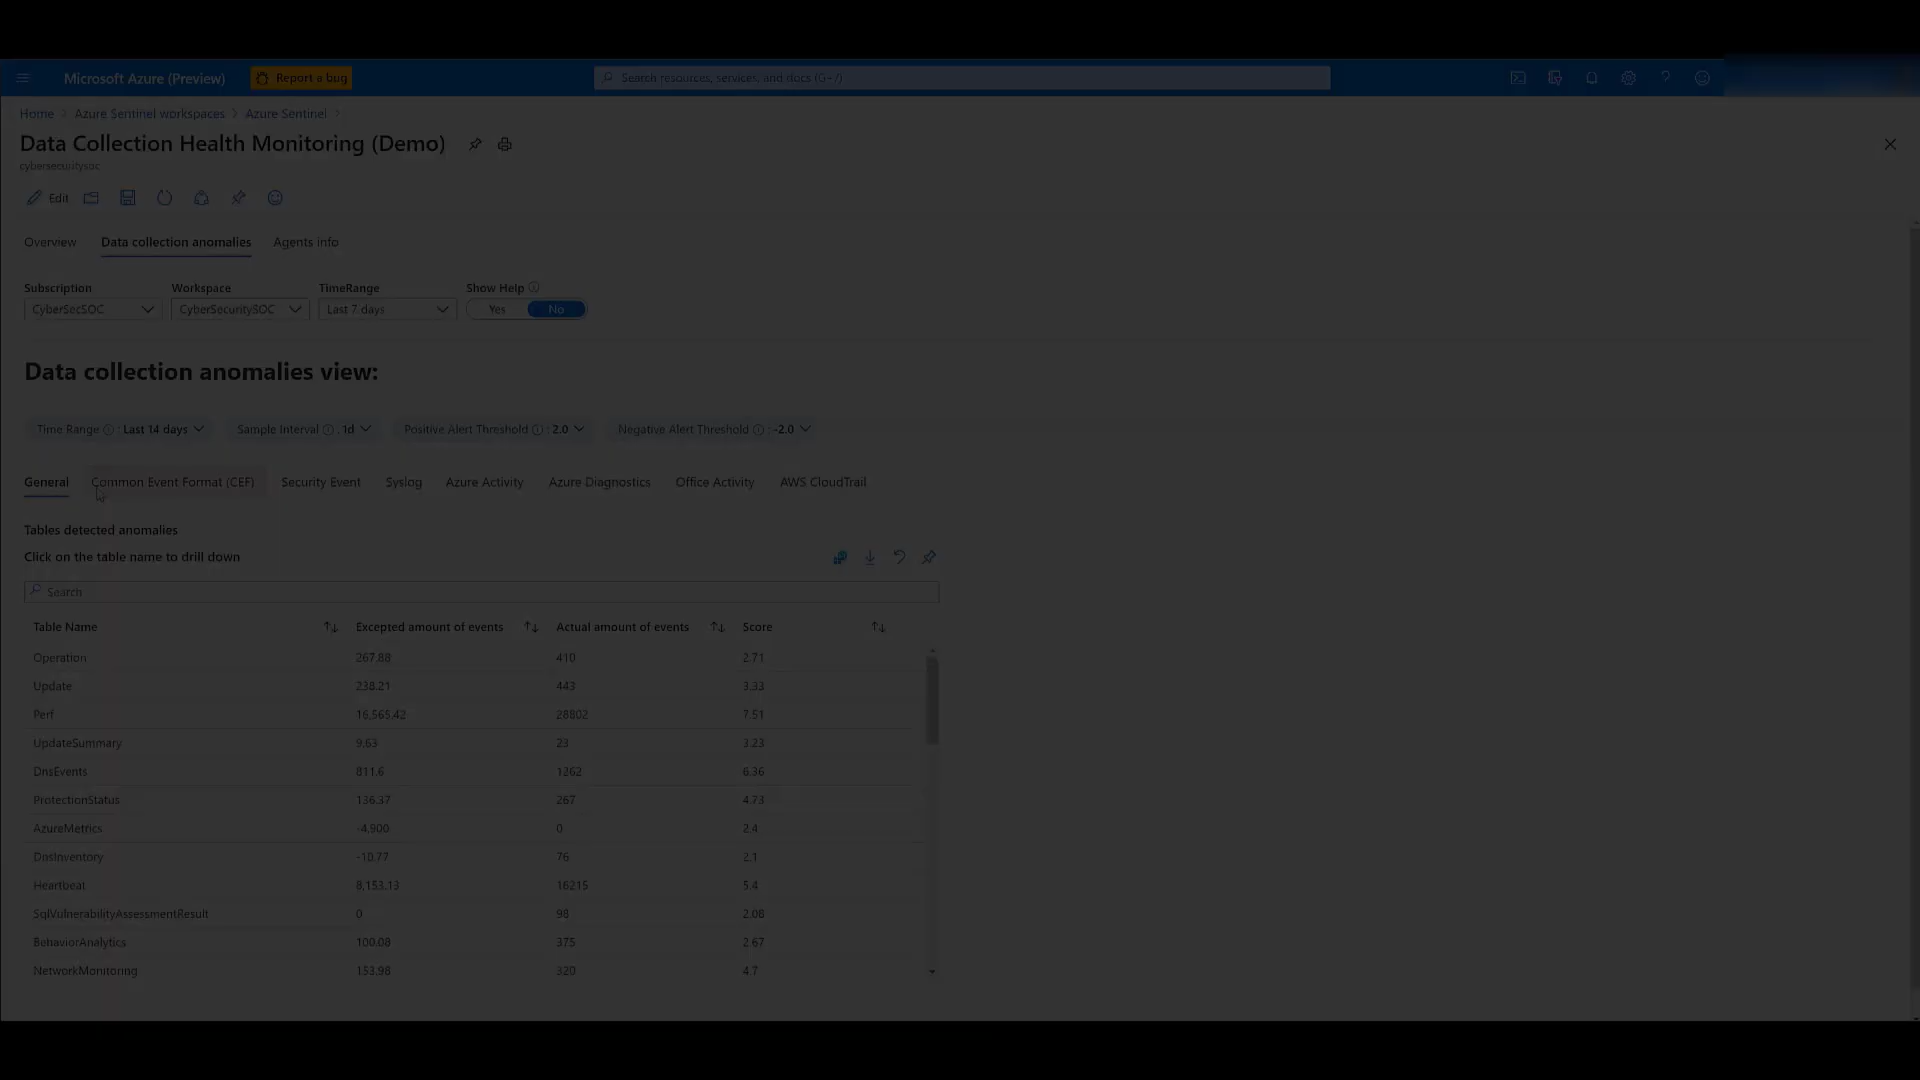 Microsoft Azure (Preview) Report a bug Search resources, services, and docs (G+/)
Home > Azure Sentinel workspaces > Azure Sentinel >
Data Collection Health Monitoring (Demo)
cybersecuritysoc
Edit
Overview Data collection anomalies Agents info
Subscription Workspace TimeRange Show Help
CyberSecSOC CyberSecuritySOC Last 7 days Yes No
Data collection anomalies view:
Time Range : Last 14 days Sample Interval : 1d Positive Alert Threshold : 2.0 Negative Alert Threshold : -2.0
General Common Event Format (CEF) Security Event Syslog Azure Activity Azure Diagnostics Office Activity AWS CloudTrail
Tables detected anomalies
Click on the table name to drill down
Search
Table Name Excepted amount of events Actual amount of events Score
Operation 267.88 410 2.71
Update 238.21 443 3.33
Perf 16,565.42 28802 7.51
UpdateSummary 9.63 23 3.23
DnsEvents 811.6 1262 6.36
ProtectionStatus 136.37 267 4.73
AzureMetrics -4,900 0 2.4
DnsInventory -10.77 76 2.1
Heartbeat 8,153.13 16215 5.4
SqlVulnerabilityAssessmentResult 0 98 2.08
BehaviorAnalytics 100.08 375 2.67
NetworkMonitoring 153.98 320 4.7